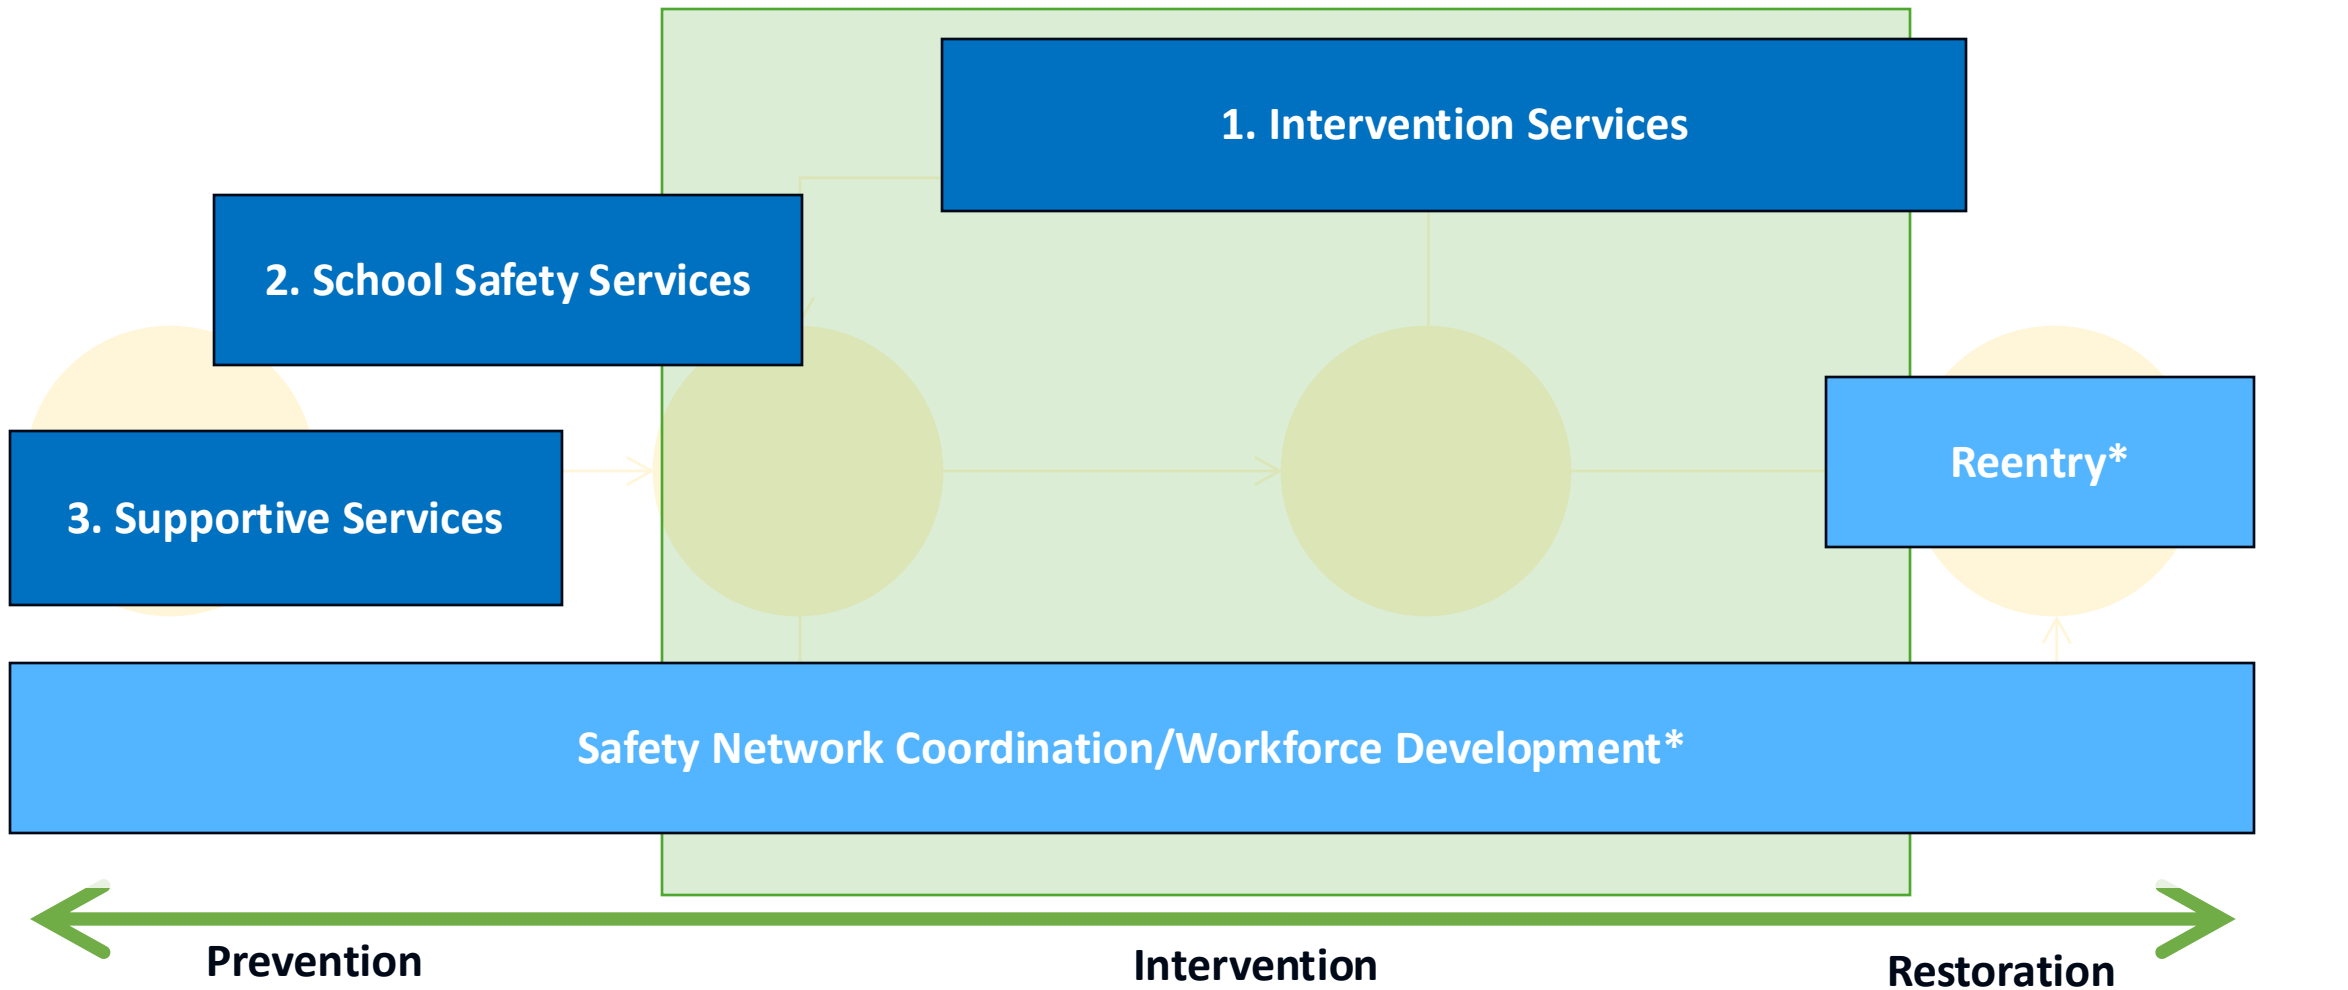 1. Intervention Services
2. School Safety Services
Reentry*
3. Supportive Services
Safety Network Coordination/Workforce Development*
Prevention
Intervention
Restoration